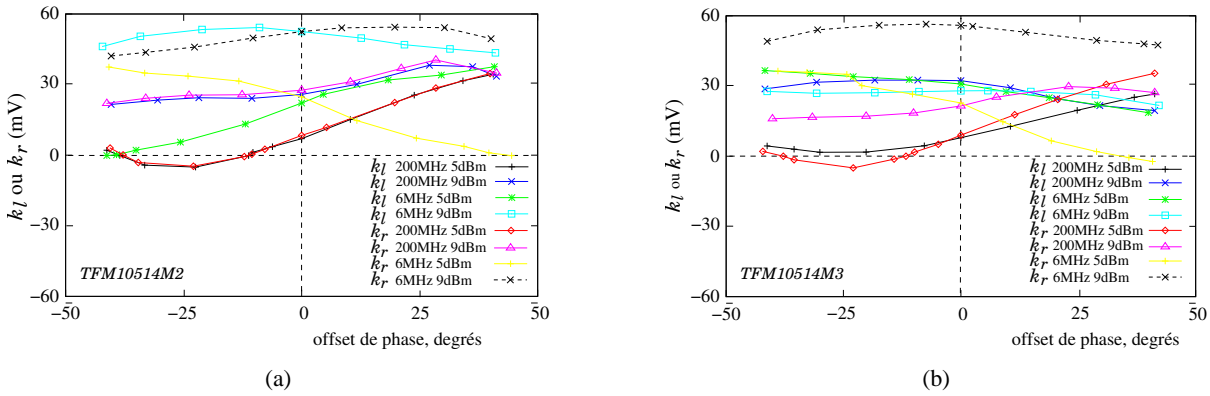 60
30
0
−30
−60
k_l ou k_r (mV)
k_l 200MHz 5dBm
k_l 200MHz 9dBm
k_l 6MHz 5dBm
k_l 6MHz 9dBm
k_r 200MHz 5dBm
k_r 200MHz 9dBm
k_r 6MHz 5dBm
k_r 6MHz 9dBm
TFM10514M2
−50 −25 0 25 50
offset de phase, degrés
(a)
60
30
0
−30
−60
k_l ou k_r (mV)
k_l 200MHz 5dBm
k_l 200MHz 9dBm
k_l 6MHz 5dBm
k_l 6MHz 9dBm
k_r 200MHz 5dBm
k_r 200MHz 9dBm
k_r 6MHz 5dBm
k_r 6MHz 9dBm
TFM10514M3
−50 −25 0 25 50
offset de phase, degrés
(b)